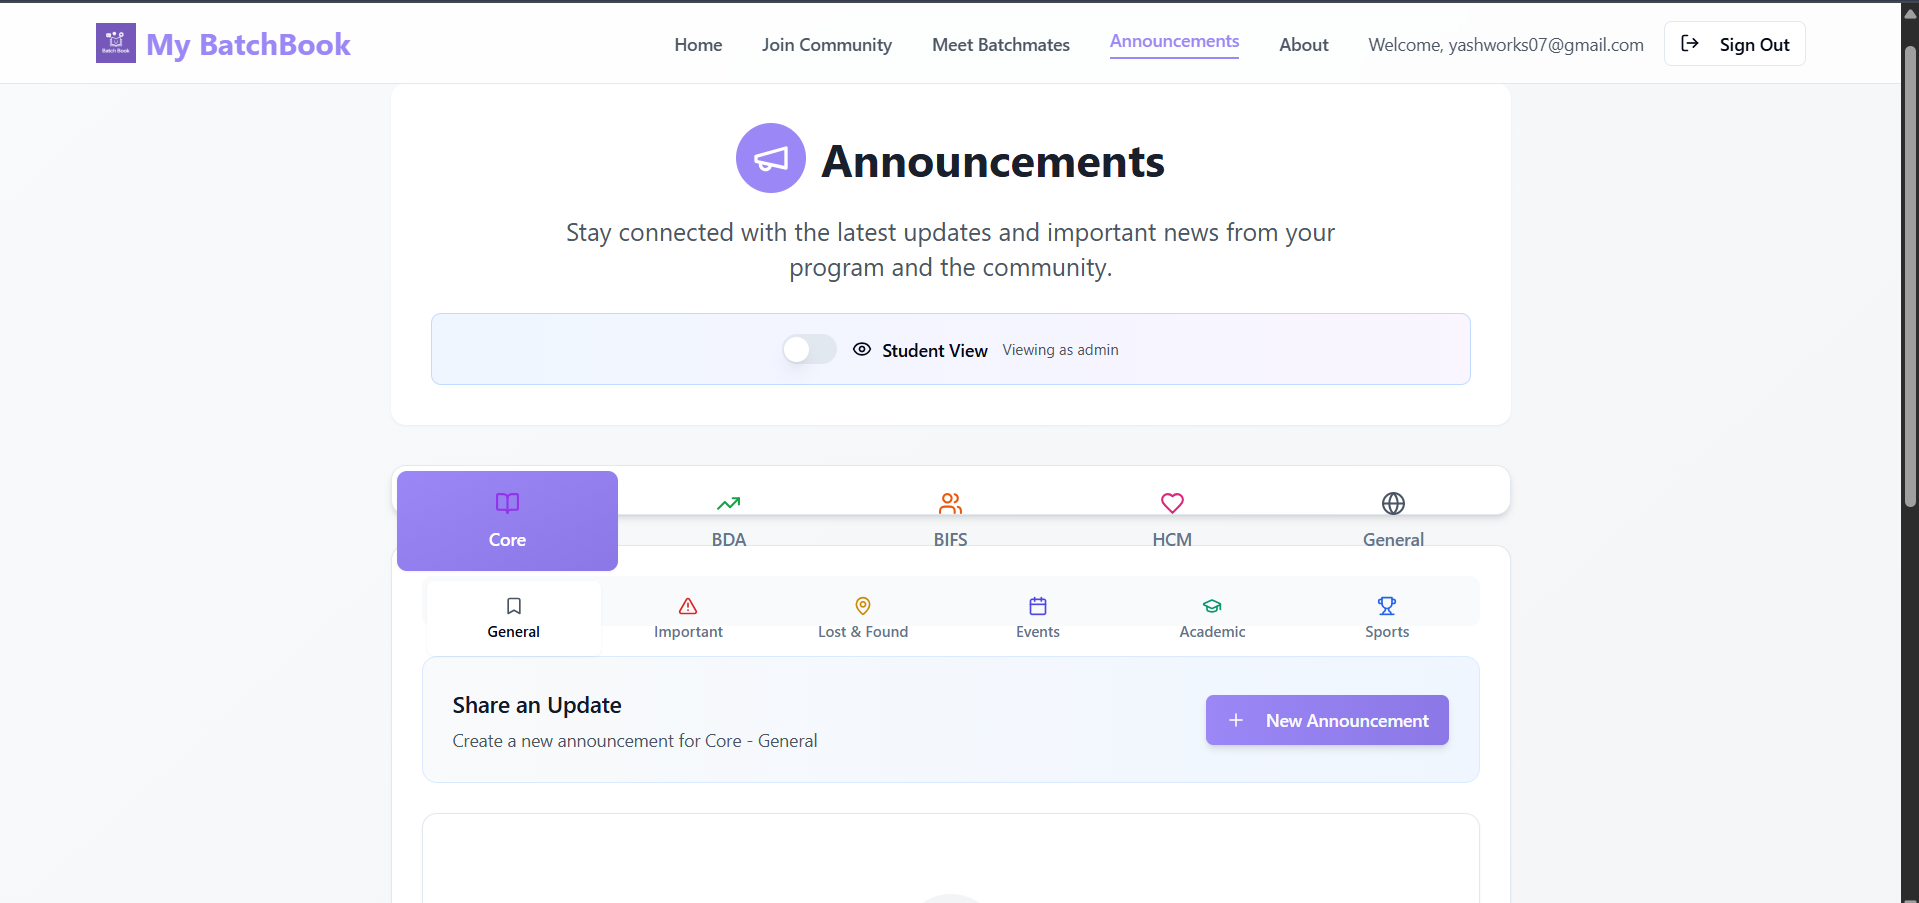 Batch Book
My BatchBook
Home
Join Community
Meet Batchmates
Announcements
About
Welcome, yashworks07@gmail.com
Sign Out
Announcements
Stay connected with the latest updates and important news from your
program and the community.
Student View
Viewing as admin
Core
BDA
BIFS
HCM
General
General
Important
Lost & Found
Events
Academic
Sports
Share an Update
Create a new announcement for Core - General
New Announcement